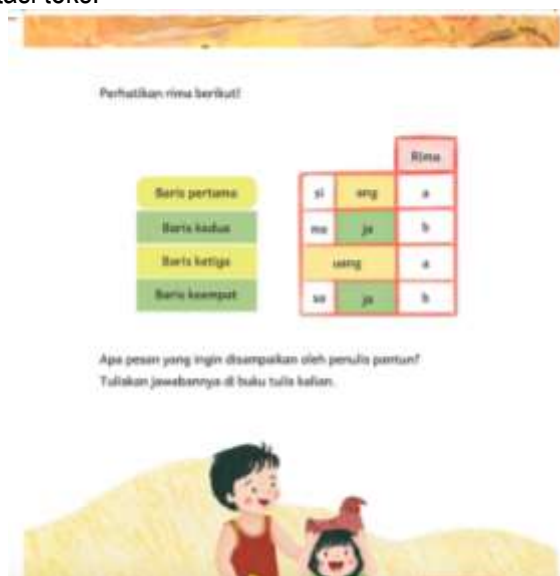 Perhatikan rima berikut!
Rima
Baris pertama si ang a
Baris kedua ma ja b
Baris ketiga uang a
Baris keempat sa ja b
Apa pesan yang ingin disampaikan oleh penulis pantun?
Tuliskan jawabannya di buku tulis kalian.